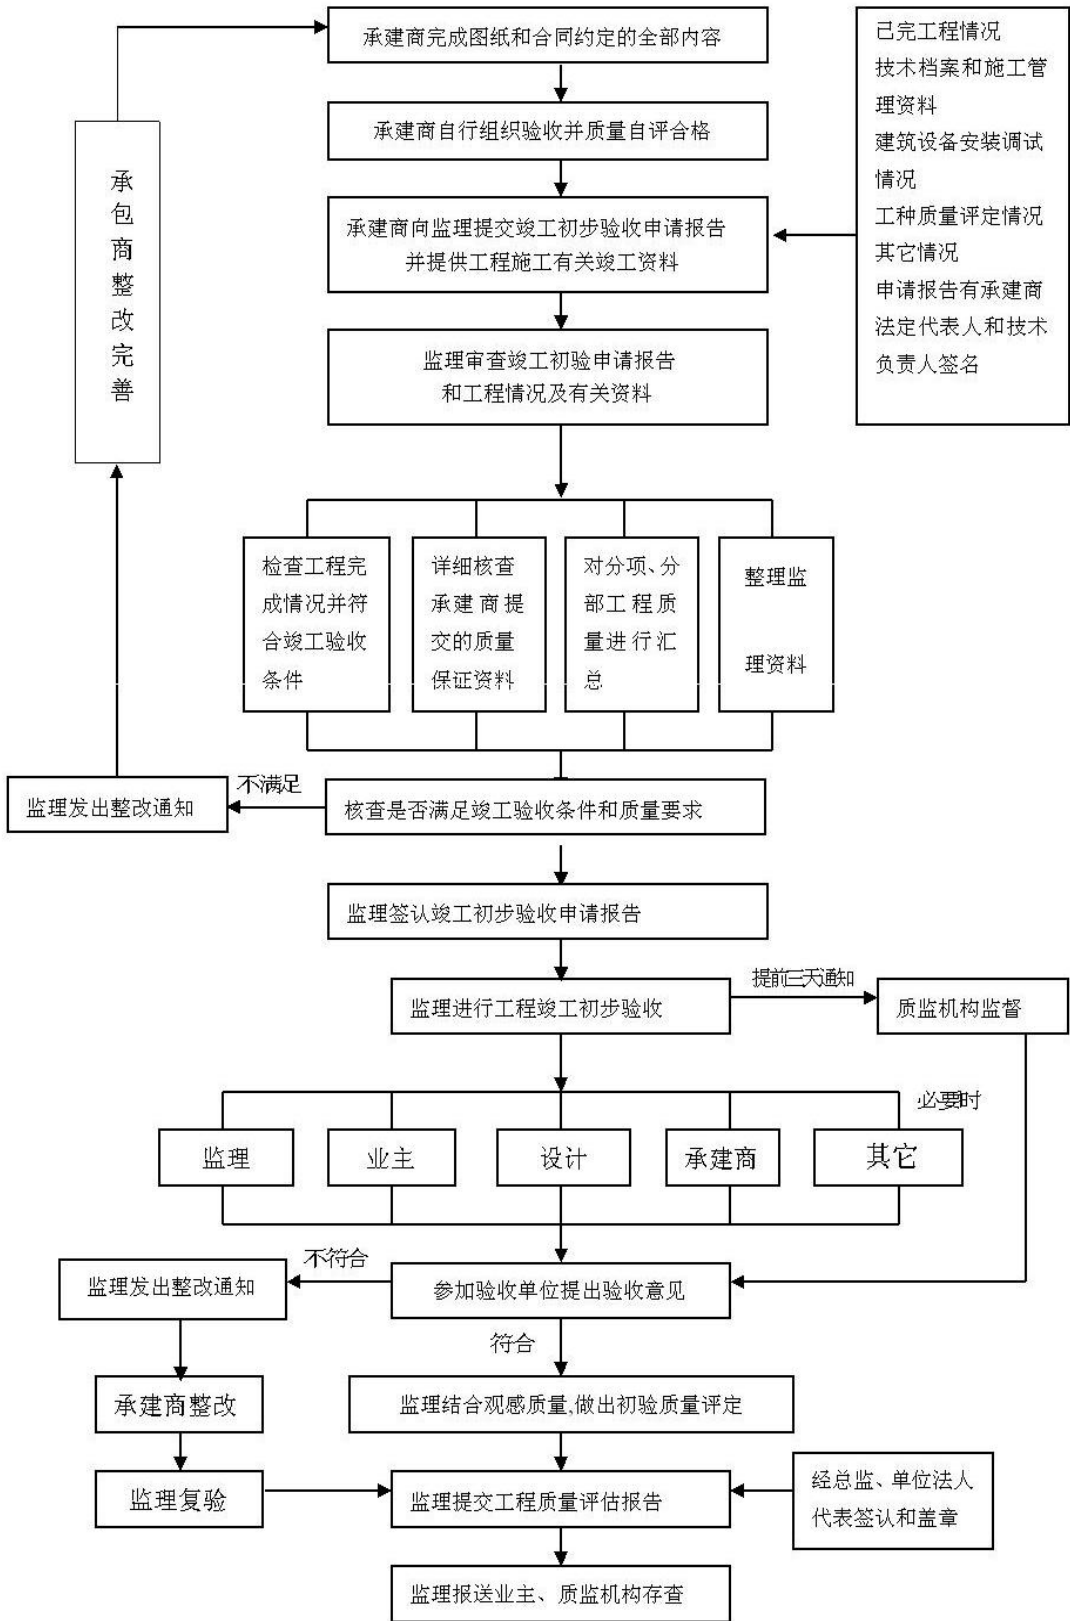 承建商完成图纸和合同约定的全部内容
已完工程情况
技术档案和施工管
理资料
建筑设备安装调试
情况
工种质量评定情况
其它情况
申请报告有承建商
法定代表人和技术
负责人签名
承包商整改完善
承建商自行组织验收并质量自评合格
承建商向监理提交竣工初步验收申请报告
并提供工程施工有关竣工资料
监理审查竣工初验申请报告
和工程情况及有关资料
检查工程完
成情况并符
合竣工验收
条件
详细核查
承建商提
交的质量
保证资料
对分项、分
部工程质
量进行汇
总
整理监
理资料
不满足
监理发出整改通知
核查是否满足竣工验收条件和质量要求
监理签认竣工初步验收申请报告
监理进行工程竣工初步验收
提前三天通知
质监机构监督
必要时
监理
业主
设计
承建商
其它
不符合
监理发出整改通知
参加验收单位提出验收意见
符合
承建商整改
监理结合观感质量,做出初验质量评定
监理复验
监理提交工程质量评估报告
经总监、单位法人
代表签认和盖章
监理报送业主、质监机构存查